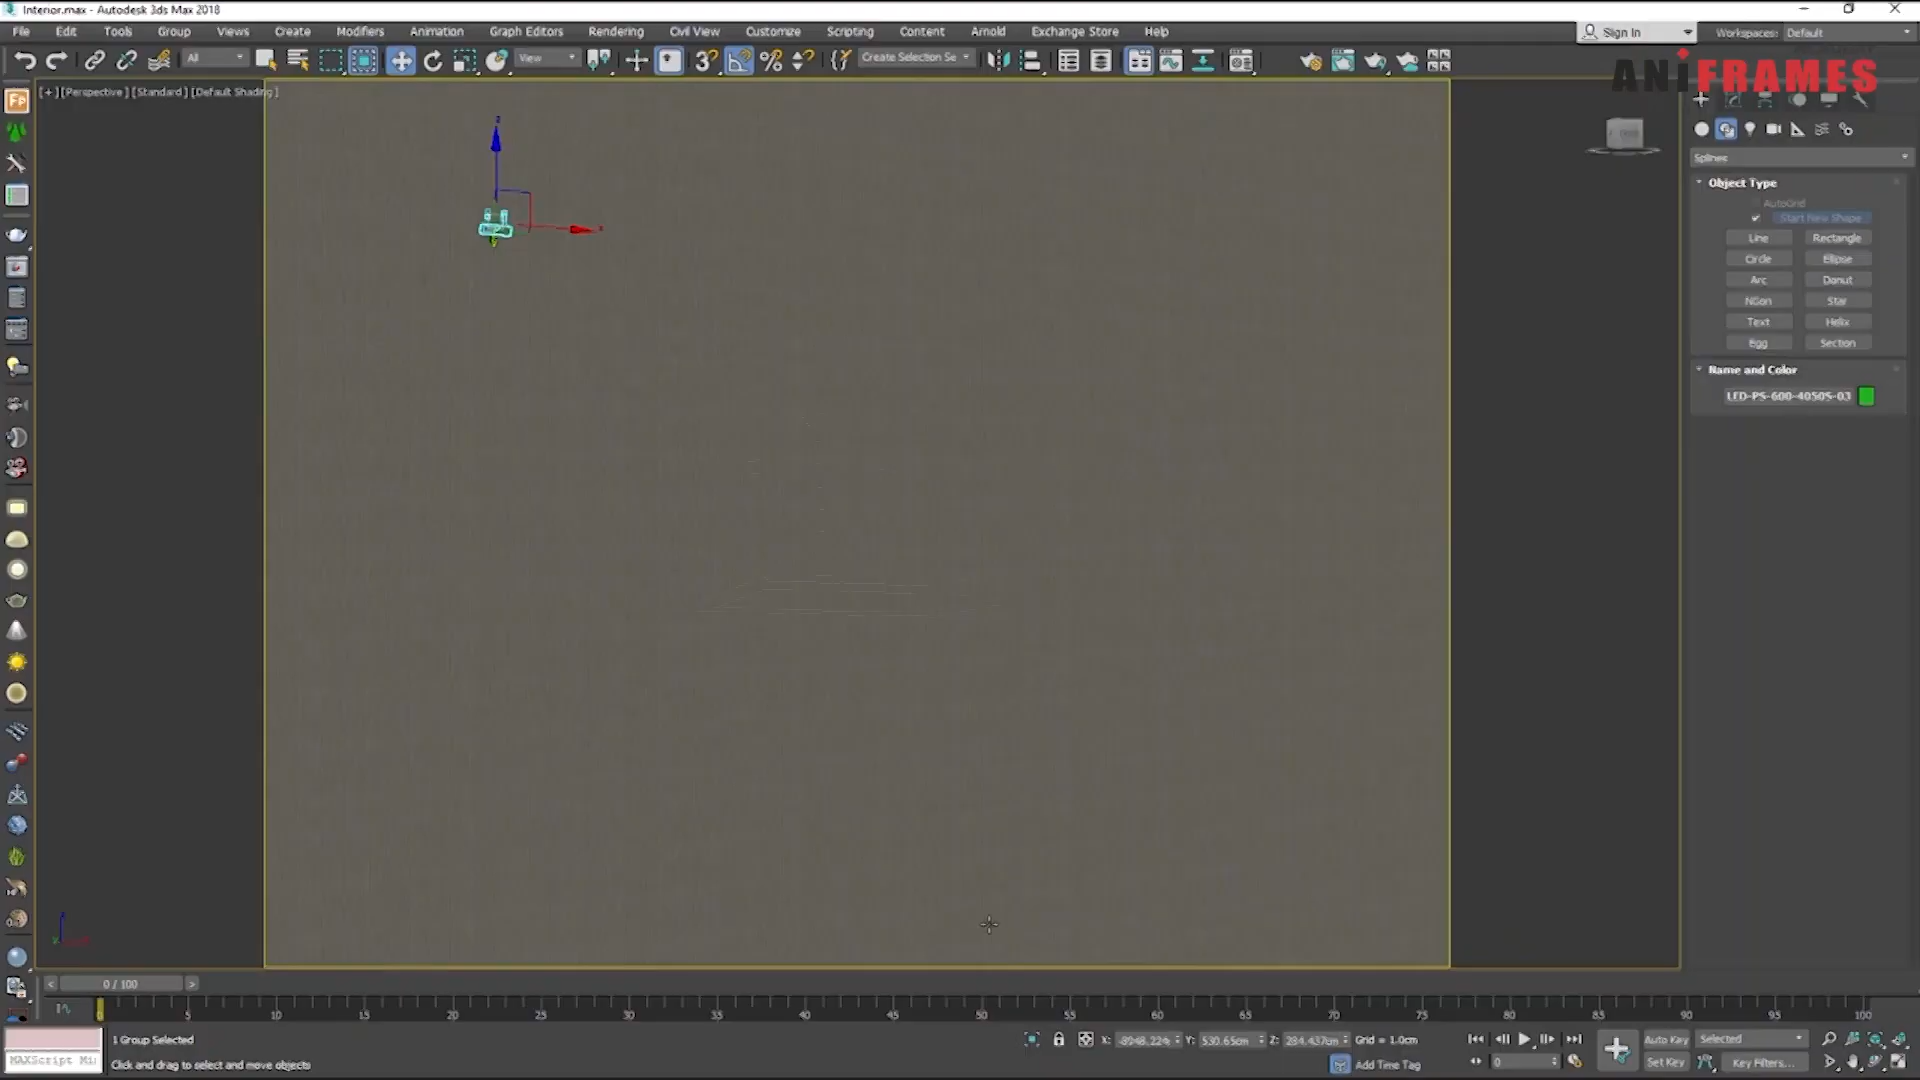 Interior.max - Autodesk 3ds Max 2018
File Edit Tools Group Views Create Modifiers Animation Graph Editors Rendering Civil View Customize Scripting Content Arnold Exchange Store Help
Sign In Workspaces: Default
All View Create Selection Se
ANiFRAMES
[+] [Perspective] [Standard] [Default Shading]
Splines
Object Type
AutoGrid
Start New Shape
Line Rectangle
Circle Ellipse
Arc Donut
NGon Star
Text Helix
Egg Section
Name and Color
LED-PS-600-4050S-03
< 0 / 100 >
0 5 10 15 20 25 30 35 40 45 50 55 60 65 70 75 80 85 90 95 100
1 Group Selected
X: -8948.224 Y: 530.65cm Z: 284.437cm Grid = 1.0cm
Auto Key Selected
MAXScript Mi
Click and drag to select and move objects
Add Time Tag
0
Set Key Key Filters...